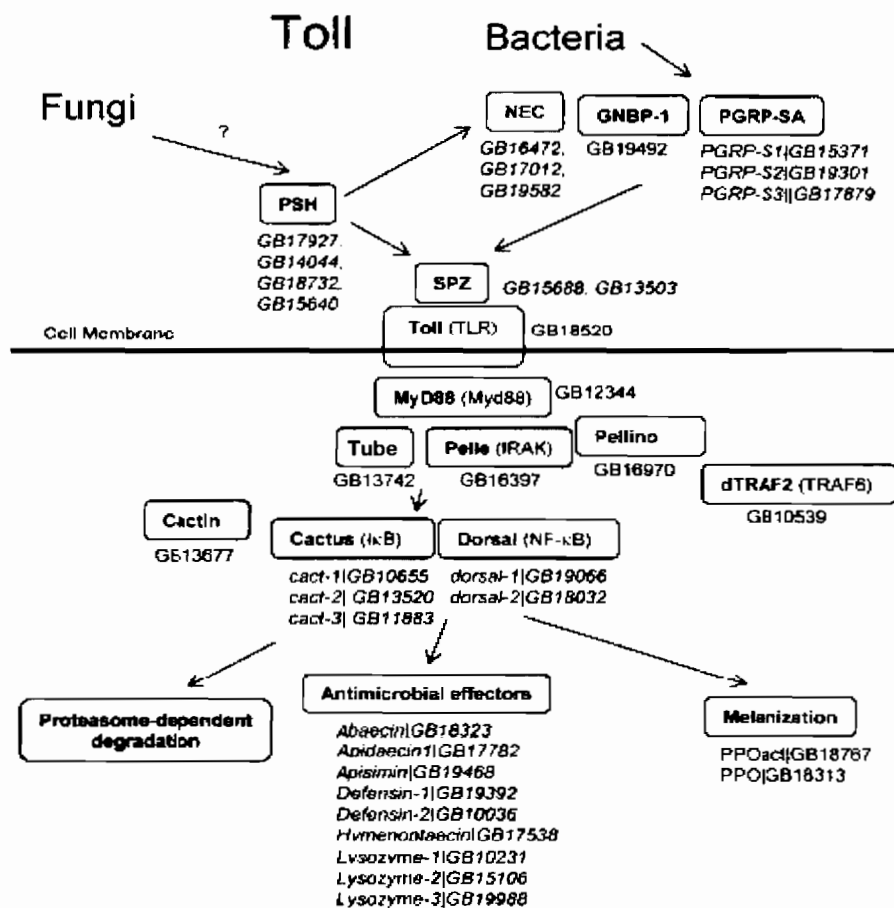 Toll
Bacteria
Fungi
?
NEC
GNBP-1
PGRP-SA
GB16472,
GB17012,
GB19582
GB19492
PGRP-S1|GB15371
PGRP-S2|GB19301
PGRP-S3||GB17879
PSH
GB17927,
GB14044,
GB18732,
GB15640
SPZ
GB15688, GB13503
Toll (TLR)
GB18520
Cell Membrane
MyD88 (Myd88)
GB12344
Tube
Pelle (IRAK)
Pellino
GB13742
GB16397
GB16970
dTRAF2 (TRAF6)
GB10539
Cactin
GB13677
Cactus (IκB)
Dorsal (NF-κB)
cact-1|GB10655
cact-2| GB13520
cact-3| GB11883
dorsal-1|GB19066
dorsal-2|GB18032
Proteasome-dependent
degradation
Antimicrobial effectors
Abaecin|GB18323
Apidaecin1|GB17782
Apisimin|GB19468
Defensin-1|GB19392
Defensin-2|GB10036
Hymenoptaecin|GB17538
Lysozyme-1|GB10231
Lysozyme-2|GB15106
Lysozyme-3|GB19988
Melanization
PPOact|GB18767
PPO|GB18313